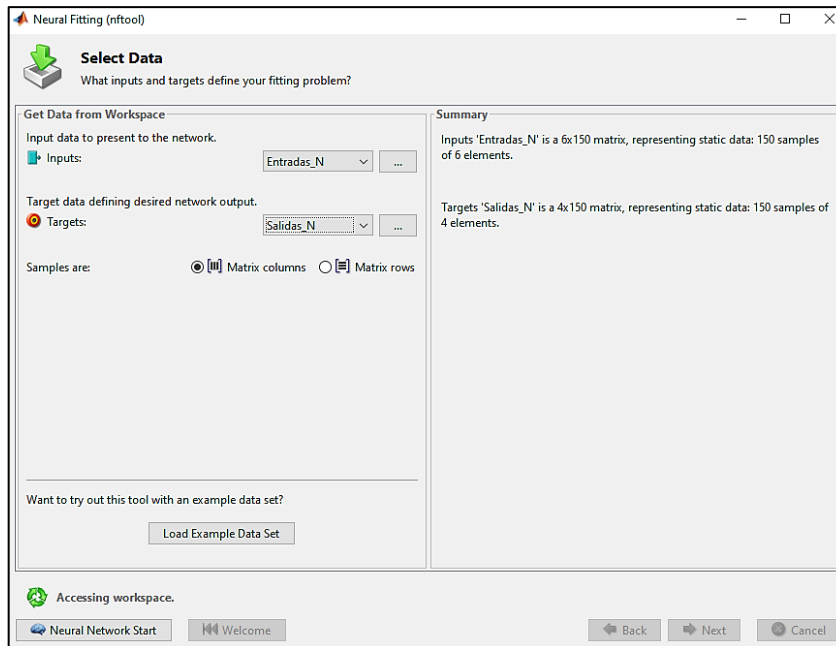 Neural Fitting (nftool)
Select Data
What inputs and targets define your fitting problem?
Get Data from Workspace
Input data to present to the network.
Inputs:
Entradas_N
...
Target data defining desired network output.
Targets:
Salidas_N
...
Samples are:
Matrix columns
Matrix rows
Want to try out this tool with an example data set?
Load Example Data Set
Summary
Inputs 'Entradas_N' is a 6x150 matrix, representing static data: 150 samples
of 6 elements.
Targets 'Salidas_N' is a 4x150 matrix, representing static data: 150 samples of
4 elements.
Accessing workspace.
Neural Network Start
Welcome
Back
Next
Cancel